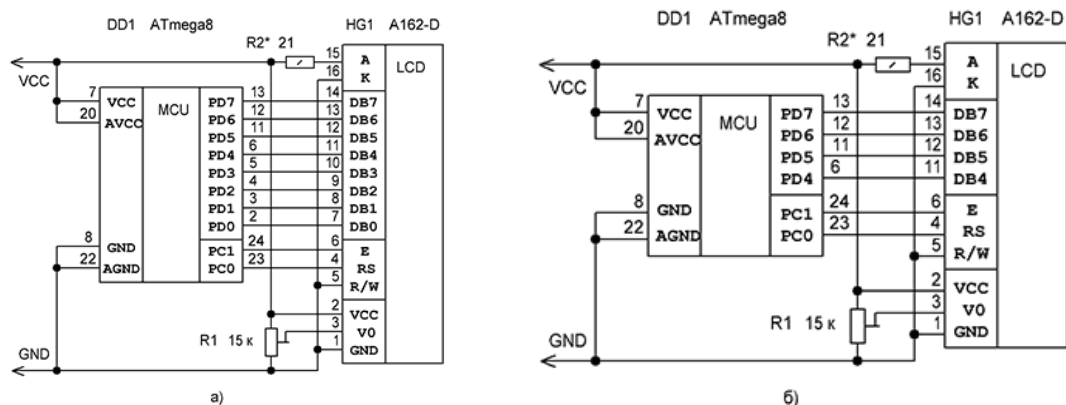 DD1 ATmega8 HG1 A162-D
R2* 21
VCC
15 A
16 K
LCD
7 VCC MCU PD7 13 14 DB7
20 AVCC PD6 12 13 DB6
PD5 11 12 DB5
PD4 6 11 DB4
PD3 5 10 DB3
PD2 4 9 DB2
PD1 3 8 DB1
PD0 2 7 DB0
8 GND PC1 24 6 E
22 AGND PC0 23 4 RS
5 R/W
2 VCC
3 V0
1 GND
R1 15 к
GND
а)
DD1 ATmega8 HG1 A162-D
R2* 21
VCC
15 A
16 K
LCD
7 VCC MCU PD7 13 14 DB7
20 AVCC PD6 12 13 DB6
PD5 11 12 DB5
PD4 6 11 DB4
8 GND PC1 24 6 E
22 AGND PC0 23 4 RS
5 R/W
2 VCC
3 V0
1 GND
R1 15 к
GND
б)